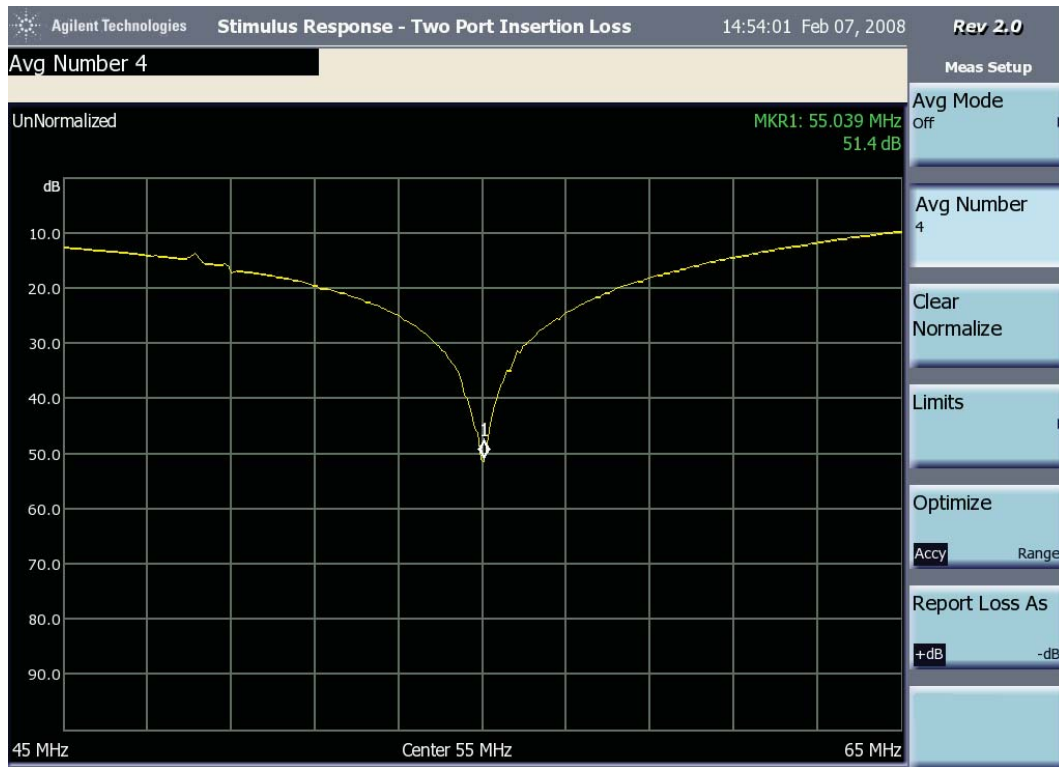 Agilent Technologies Stimulus Response - Two Port Insertion Loss 14:54:01 Feb 07, 2008 Rev 2.0
Avg Number 4
Meas Setup
UnNormalized
MKR1: 55.039 MHz
51.4 dB
dB
10.0
20.0
30.0
40.0
50.0
60.0
70.0
80.0
90.0
1
45 MHz Center 55 MHz 65 MHz
Avg Mode
Off
Avg Number
4
Clear
Normalize
Limits
Optimize
Accy Range
Report Loss As
+dB -dB